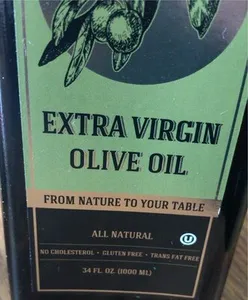 EXTRA VIRGIN
OLIVE OIL
FROM NATURE TO YOUR TABLE
ALL NATURAL
U
NO CHOLESTEROL - GLUTEN FREE - TRANS FAT FREE
34 FL. OZ. (1000 ML)